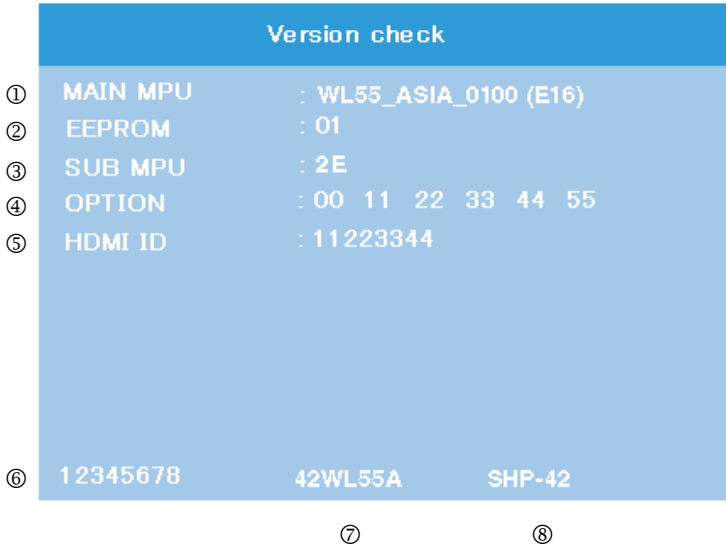 Version check
① MAIN MPU : WL55_ASIA_0100 (E16)
② EEPROM : 01
③ SUB MPU : 2E
④ OPTION : 00 11 22 33 44 55
⑤ HDMI ID : 11223344
⑥ 12345678 42WL55A SHP-42
⑦ ⑧